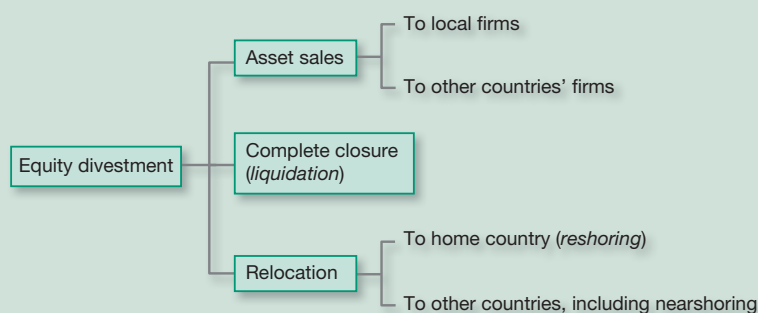 To local firms
Asset sales
To other countries' firms
Equity divestment
Complete closure
(liquidation)
To home country (reshoring)
Relocation
To other countries, including nearshoring